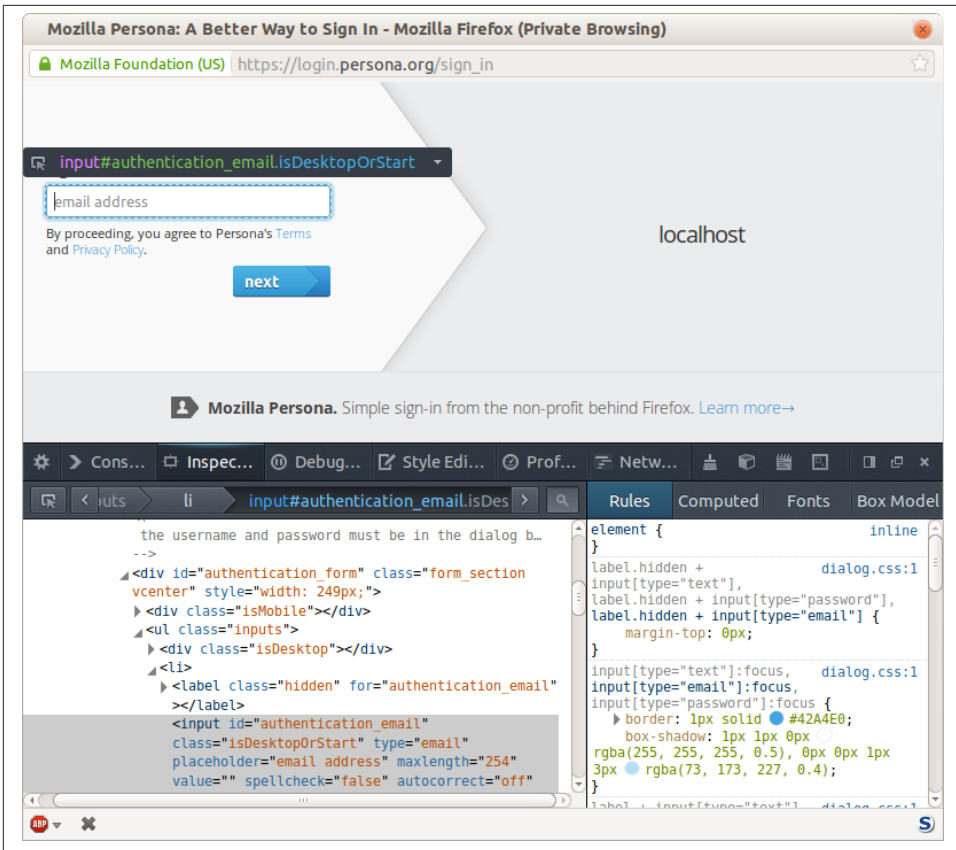 Mozilla Persona: A Better Way to Sign In - Mozilla Firefox (Private Browsing)
Mozilla Foundation (US) https://login.persona.org/sign_in
input#authentication_email.isDesktopOrStart
email address
By proceeding, you agree to Persona's Terms
and Privacy Policy.
next
localhost
Mozilla Persona. Simple sign-in from the non-profit behind Firefox. Learn more→
Cons... Inspec... Debug... Style Edi... Prof... Netw...
uts li input#authentication_email.isDes
Rules Computed Fonts Box Model
the username and password must be in the dialog b…
-->
<div id="authentication_form" class="form_section
vcenter" style="width: 249px;">
<div class="isMobile"></div>
<ul class="inputs">
<div class="isDesktop"></div>
<li>
<label class="hidden" for="authentication_email"
></label>
<input id="authentication_email"
class="isDesktopOrStart" type="email"
placeholder="email address" maxlength="254"
value="" spellcheck="false" autocorrect="off"
element { inline
}
label.hidden + dialog.css:1
input[type="text"],
label.hidden + input[type="password"],
label.hidden + input[type="email"] {
margin-top: 0px;
}
input[type="text"]:focus, dialog.css:1
input[type="email"]:focus,
input[type="password"]:focus {
border: 1px solid #42A4E0;
box-shadow: 1px 1px 0px
rgba(255, 255, 255, 0.5), 0px 0px 1px
3px rgba(73, 173, 227, 0.4);
}
label + input[type="text"] dialog.css:1
ABP S